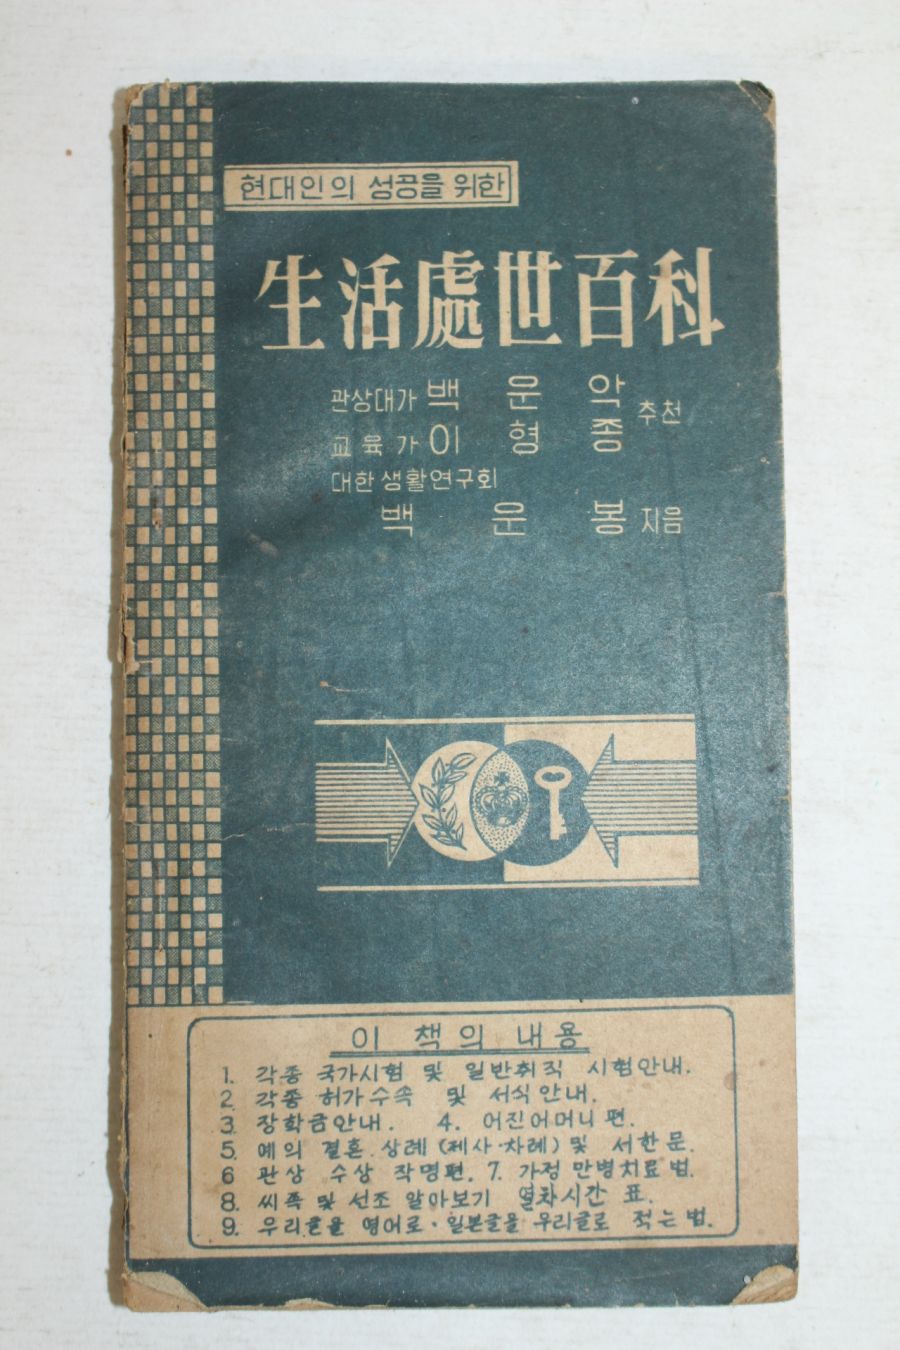 현대인의 성공을 위한
生活處世百科
관상대가 백운악 추천
교육가 이형종
대한생활연구회
백운봉 지음
이 책의 내용
1. 각종 국가시험 및 일반취직 시험안내.
2. 각종 허가수속 및 서식안내.
3. 장학금안내. 4. 어진어머니편.
5. 예의 결혼. 상례(제사·차례) 및 서한문.
6 관상 수상 작명편. 7. 가정만병치료법.
8. 씨족 및 선조 알아보기 열차시간 표.
9. 우리글을 영어로·일본글을 우리글로 적는법.